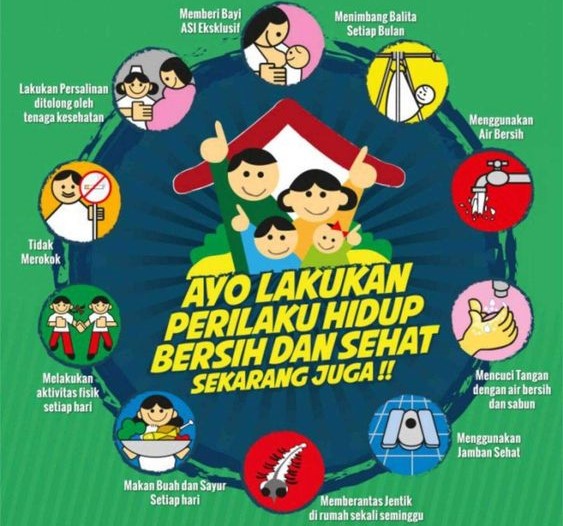 Memberi Bayi
ASI Eksklusif
Menimbang Balita
Setiap Bulan
Lakukan Persalinan
ditolong oleh
tenaga kesehatan
Menggunakan
Air Bersih
Tidak
Merokok
AYO LAKUKAN
PERILAKU HIDUP
BERSIH DAN SEHAT
SEKARANG JUGA !!
Melakukan
aktivitas fisik
setiap hari
Mencuci Tangan
dengan air bersih
dan sabun
Menggunakan
Jamban Sehat
Makan Buah dan Sayur
Setiap hari
Memberantas Jentik
di rumah sekali seminggu